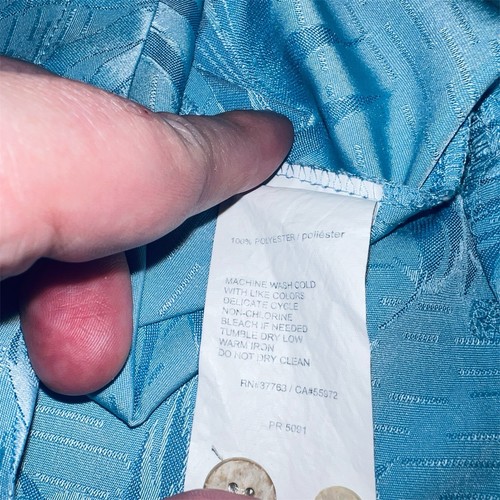 100% POLYESTER / poliéster
MACHINE WASH COLD
WITH LIKE COLORS
DELICATE CYCLE
NON-CHLORINE
BLEACH IF NEEDED
TUMBLE DRY LOW
WARM IRON
DO NOT DRY CLEAN
RN#37763 / CA#55972
PR 5091